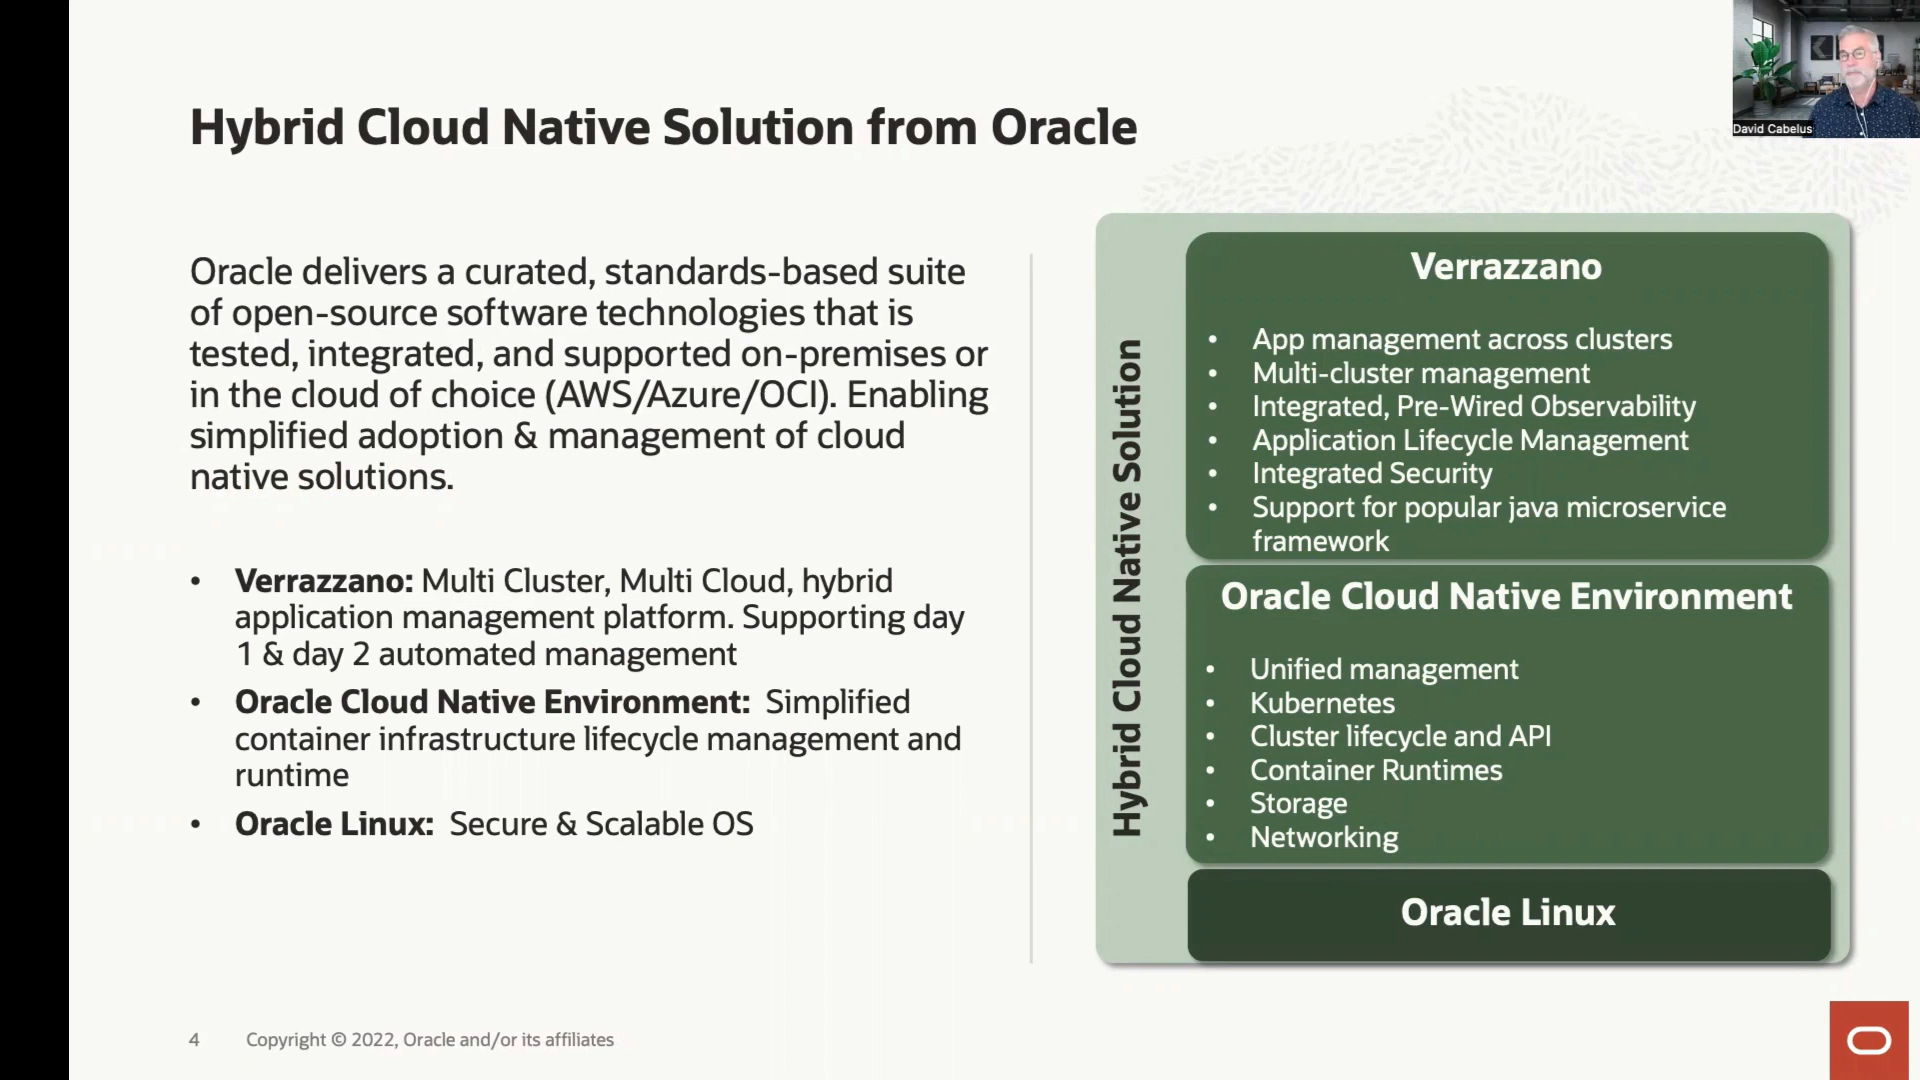 Hybrid Cloud Native Solution from Oracle
David Cabelus
Oracle delivers a curated, standards-based suite
of open-source software technologies that is
tested, integrated, and supported on-premises or
in the cloud of choice (AWS/Azure/OCI). Enabling
simplified adoption & management of cloud
native solutions.
• Verrazzano: Multi Cluster, Multi Cloud, hybrid
application management platform. Supporting day
1 & day 2 automated management
• Oracle Cloud Native Environment: Simplified
container infrastructure lifecycle management and
runtime
• Oracle Linux: Secure & Scalable OS
Hybrid Cloud Native Solution
Verrazzano
• App management across clusters
• Multi-cluster management
• Integrated, Pre-Wired Observability
• Application Lifecycle Management
• Integrated Security
• Support for popular java microservice
framework
Oracle Cloud Native Environment
• Unified management
• Kubernetes
• Cluster lifecycle and API
• Container Runtimes
• Storage
• Networking
Oracle Linux
4 Copyright © 2022, Oracle and/or its affiliates